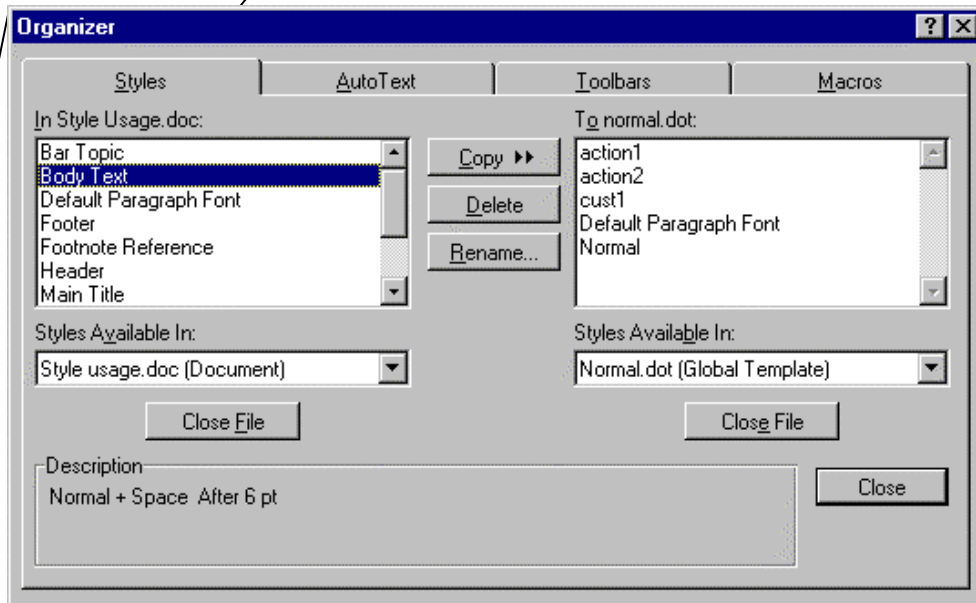 Organizer
Styles AutoText Toolbars Macros
In Style Usage.doc:
Bar Topic
Body Text
Default Paragraph Font
Footer
Footnote Reference
Header
Main Title
Copy
Delete
Rename...
To normal.dot:
action1
action2
cust1
Default Paragraph Font
Normal
Styles Available In:
Style usage.doc (Document)
Close File
Styles Available In:
Normal.dot (Global Template)
Close File
Description
Normal + Space After 6 pt
Close